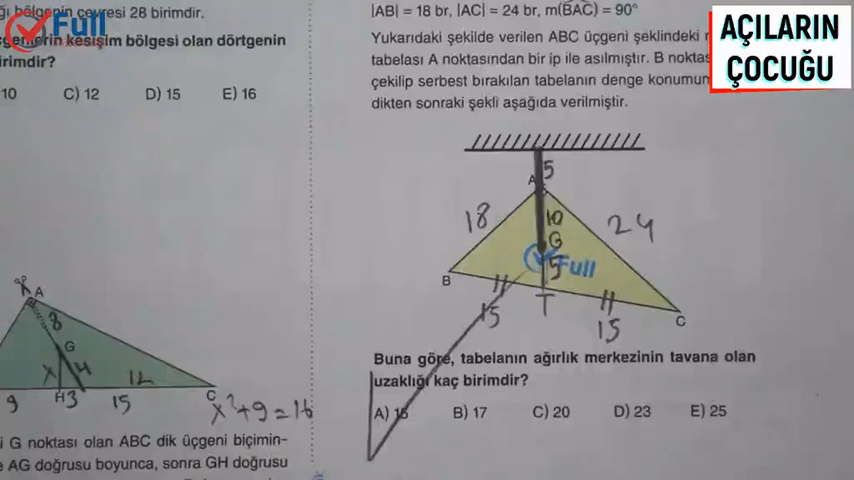 ğı bölgenin çevresi 28 birimdir.
çgenlerin kesişim bölgesi olan dörtgenin
irimdir?
10 C) 12 D) 15 E) 16
Full
A
8
G
x 4
12
9 H 3 15 C
x²+9=16
i G noktası olan ABC dik üçgeni biçimin-
e AG doğrusu boyunca, sonra GH doğrusu
|AB| = 18 br, |AC| = 24 br, m(BAC) = 90°
Yukarıdaki şekilde verilen ABC üçgeni şeklindeki
tabelası A noktasından bir ip ile asılmıştır. B noktas
çekilip serbest bırakılan tabelanın denge konumun
dikten sonraki şekli aşağıda verilmiştir.
AÇILARIN
ÇOCUĞU
5
A
18 10 24
G
Full
5
B
T
15
15
C
Buna göre, tabelanın ağırlık merkezinin tavana olan
uzaklığı kaç birimdir?
A) 15 B) 17 C) 20 D) 23 E) 25